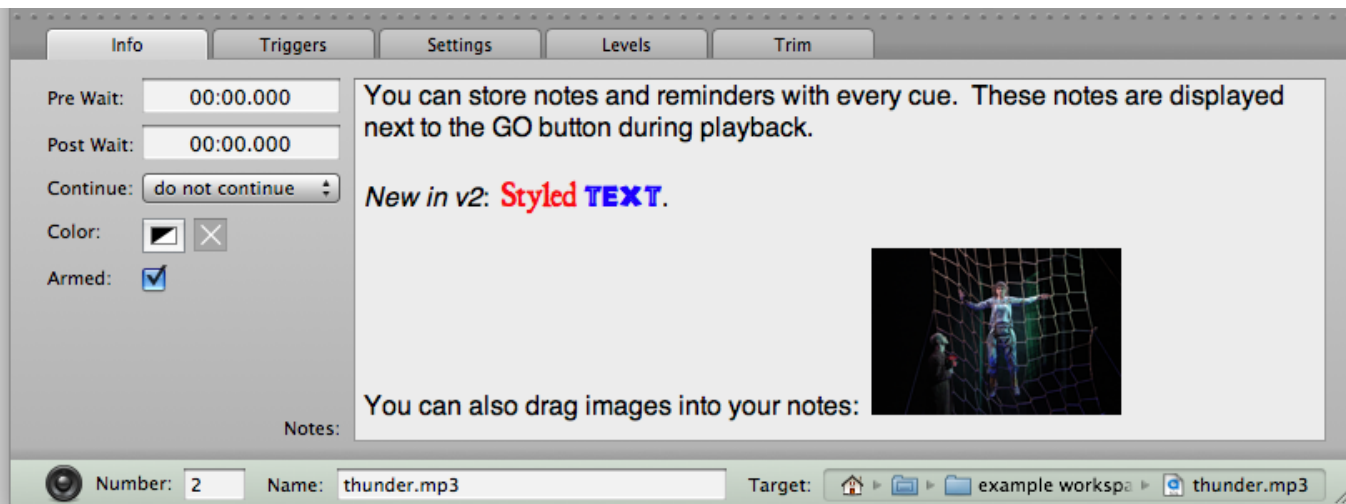 Info Triggers Settings Levels Trim
Pre Wait: 00:00.000
Post Wait: 00:00.000
Continue: do not continue
Color:
Armed:
Notes:
You can store notes and reminders with every cue.  These notes are displayed
next to the GO button during playback.
New in v2: Styled TEXT.
You can also drag images into your notes:
Number: 2 Name: thunder.mp3 Target: example workspa thunder.mp3